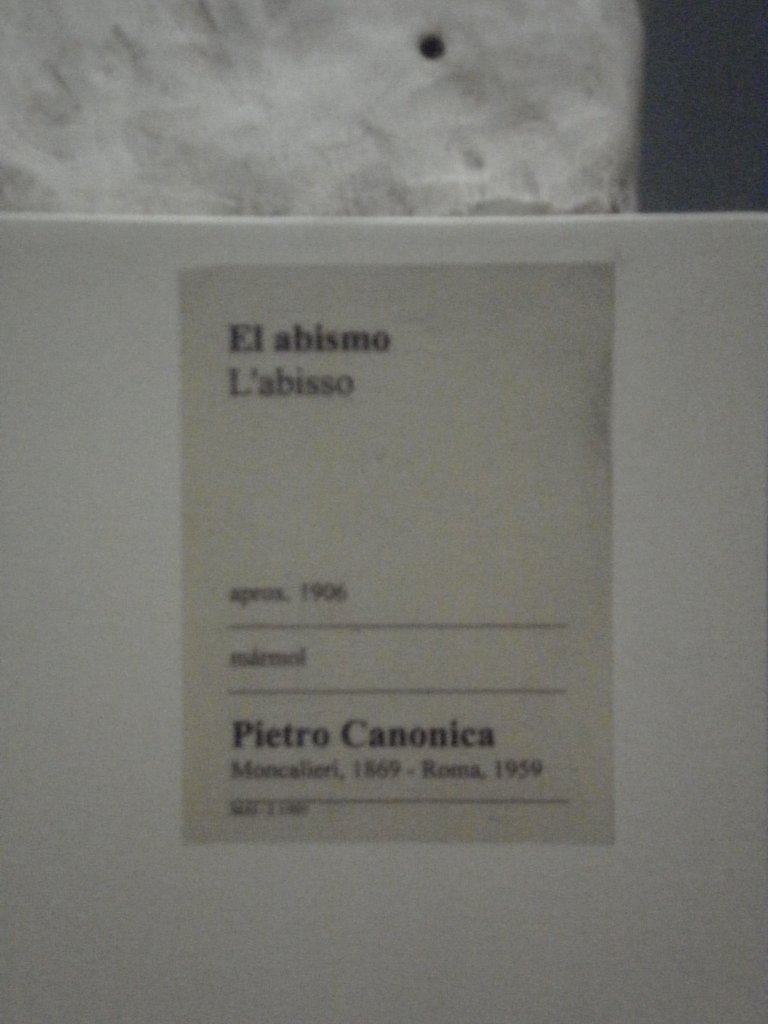 El abismo
L'abisso
aprox. 1906
mármol
Pietro Canonica
Moncalieri, 1869 - Roma, 1959